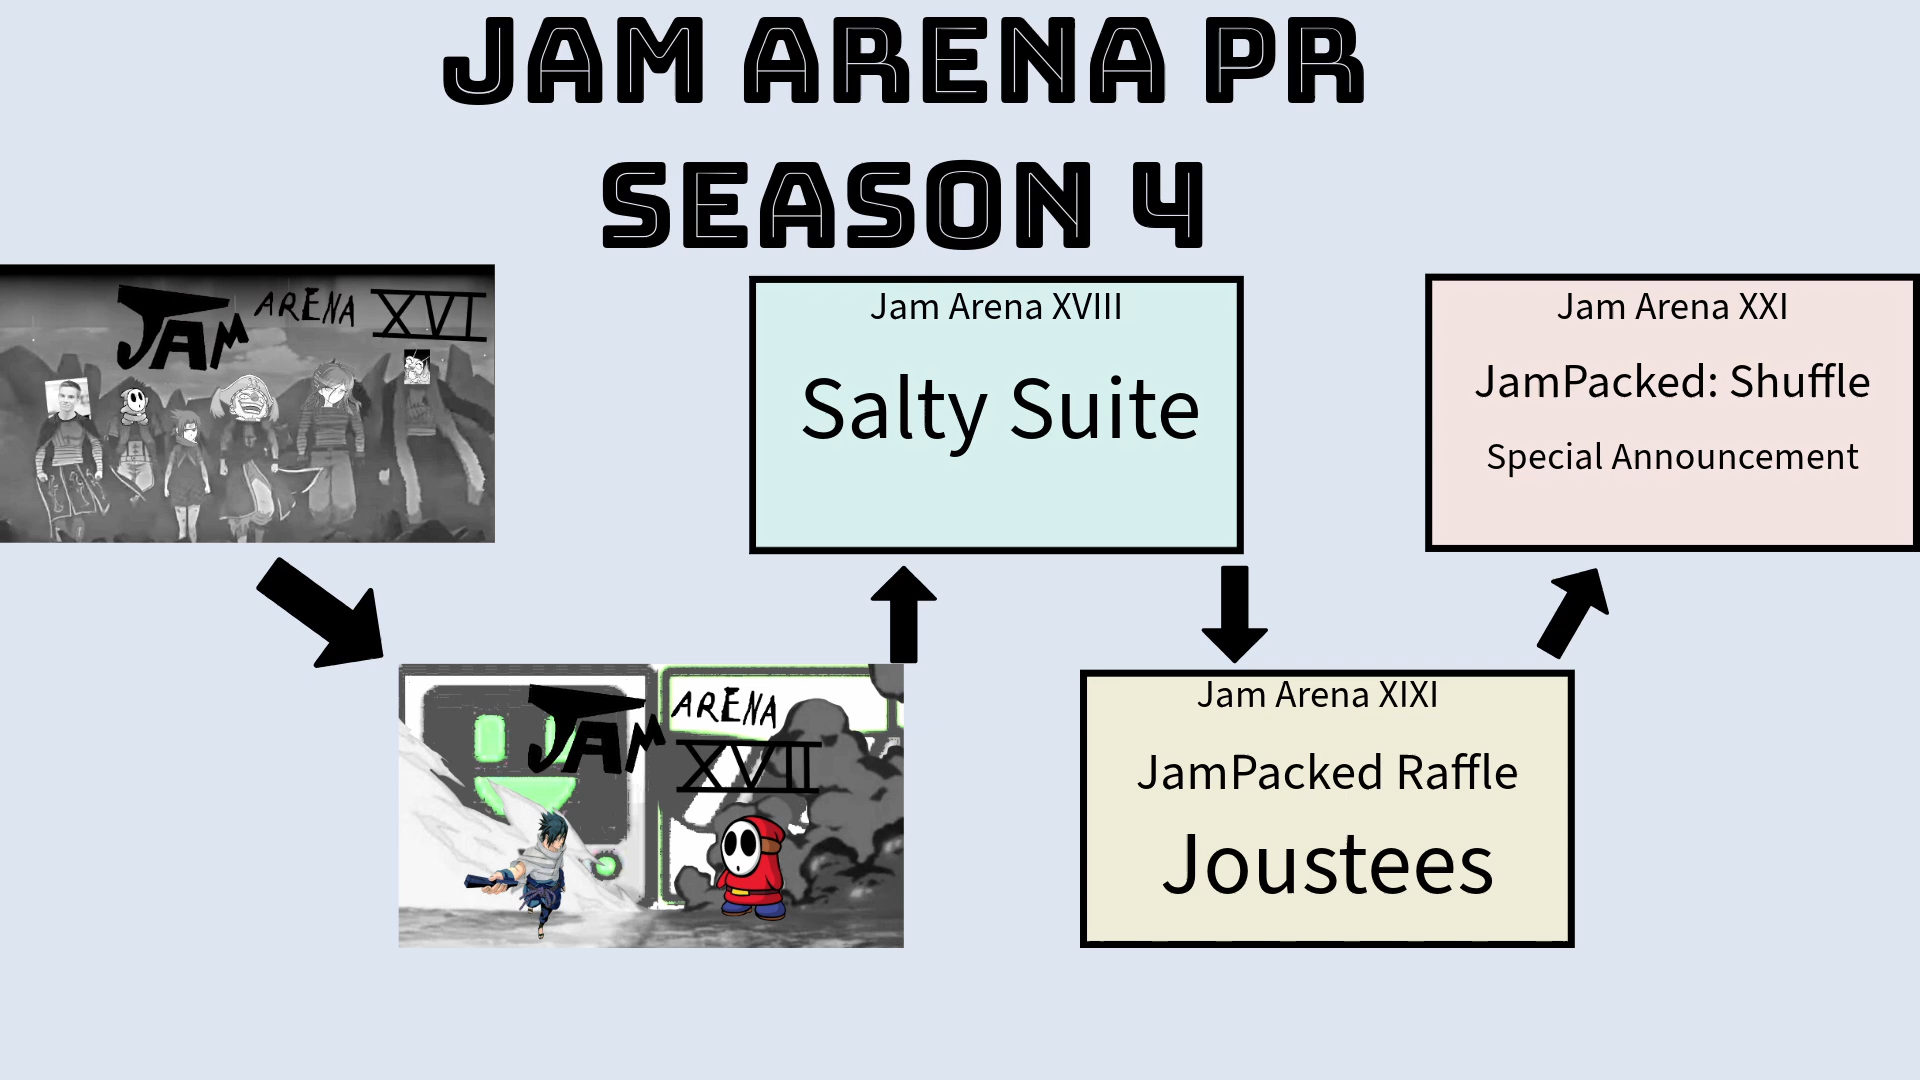 JAM ARENA PR
SEASON 4
JAM ARENA XVI
Jam Arena XVIII
Salty Suite
Jam Arena XXI
JamPacked: Shuffle
Special Announcement
JAM ARENA
XVII
Jam Arena XIXI
JamPacked Raffle
Joustees